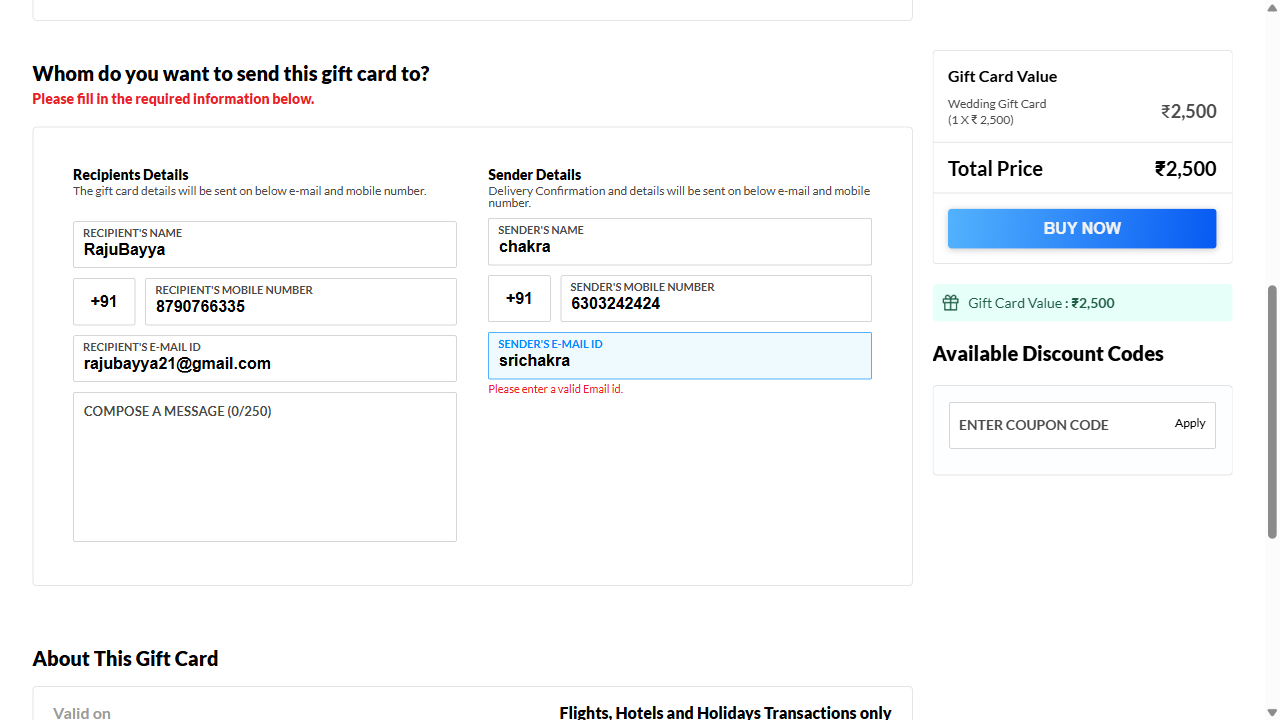 Whom do you want to send this gift card to?
Please fill in the required information below.
Recipients Details
The gift card details will be sent on below e-mail and mobile number.
RECIPIENT'S NAME
RajuBayya
+91
RECIPIENT'S MOBILE NUMBER
8790766335
RECIPIENT'S E-MAIL ID
rajubayya21@gmail.com
COMPOSE A MESSAGE (0/250)
Sender Details
Delivery Confirmation and details will be sent on below e-mail and mobile
number.
SENDER'S NAME
chakra
+91
SENDER'S MOBILE NUMBER
6303242424
SENDER'S E-MAIL ID
srichakra
Please enter a valid Email id.
About This Gift Card
Valid on
Flights, Hotels and Holidays Transactions only
Gift Card Value
Wedding Gift Card
(1 X ₹ 2,500)
₹2,500
Total Price
₹2,500
BUY NOW
Gift Card Value : ₹2,500
Available Discount Codes
ENTER COUPON CODE
Apply